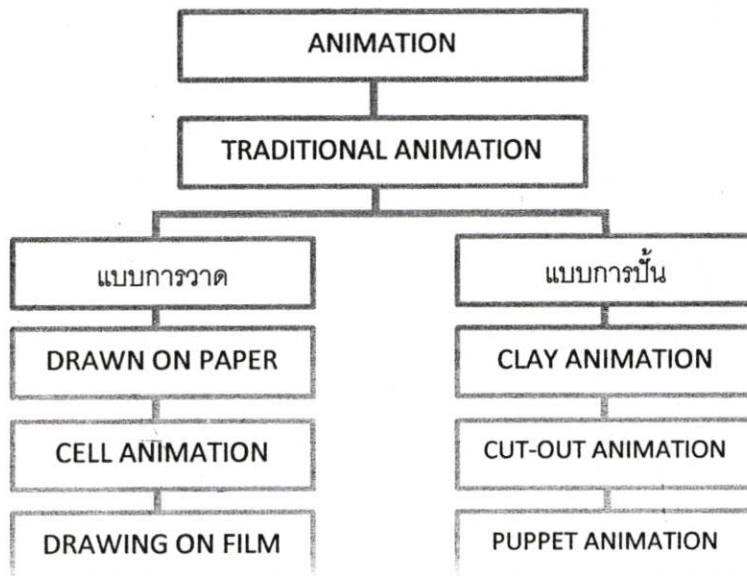 ANIMATION
TRADITIONAL ANIMATION
แบบการวาด
แบบการปั้น
DRAWN ON PAPER
CLAY ANIMATION
CELL ANIMATION
CUT-OUT ANIMATION
DRAWING ON FILM
PUPPET ANIMATION